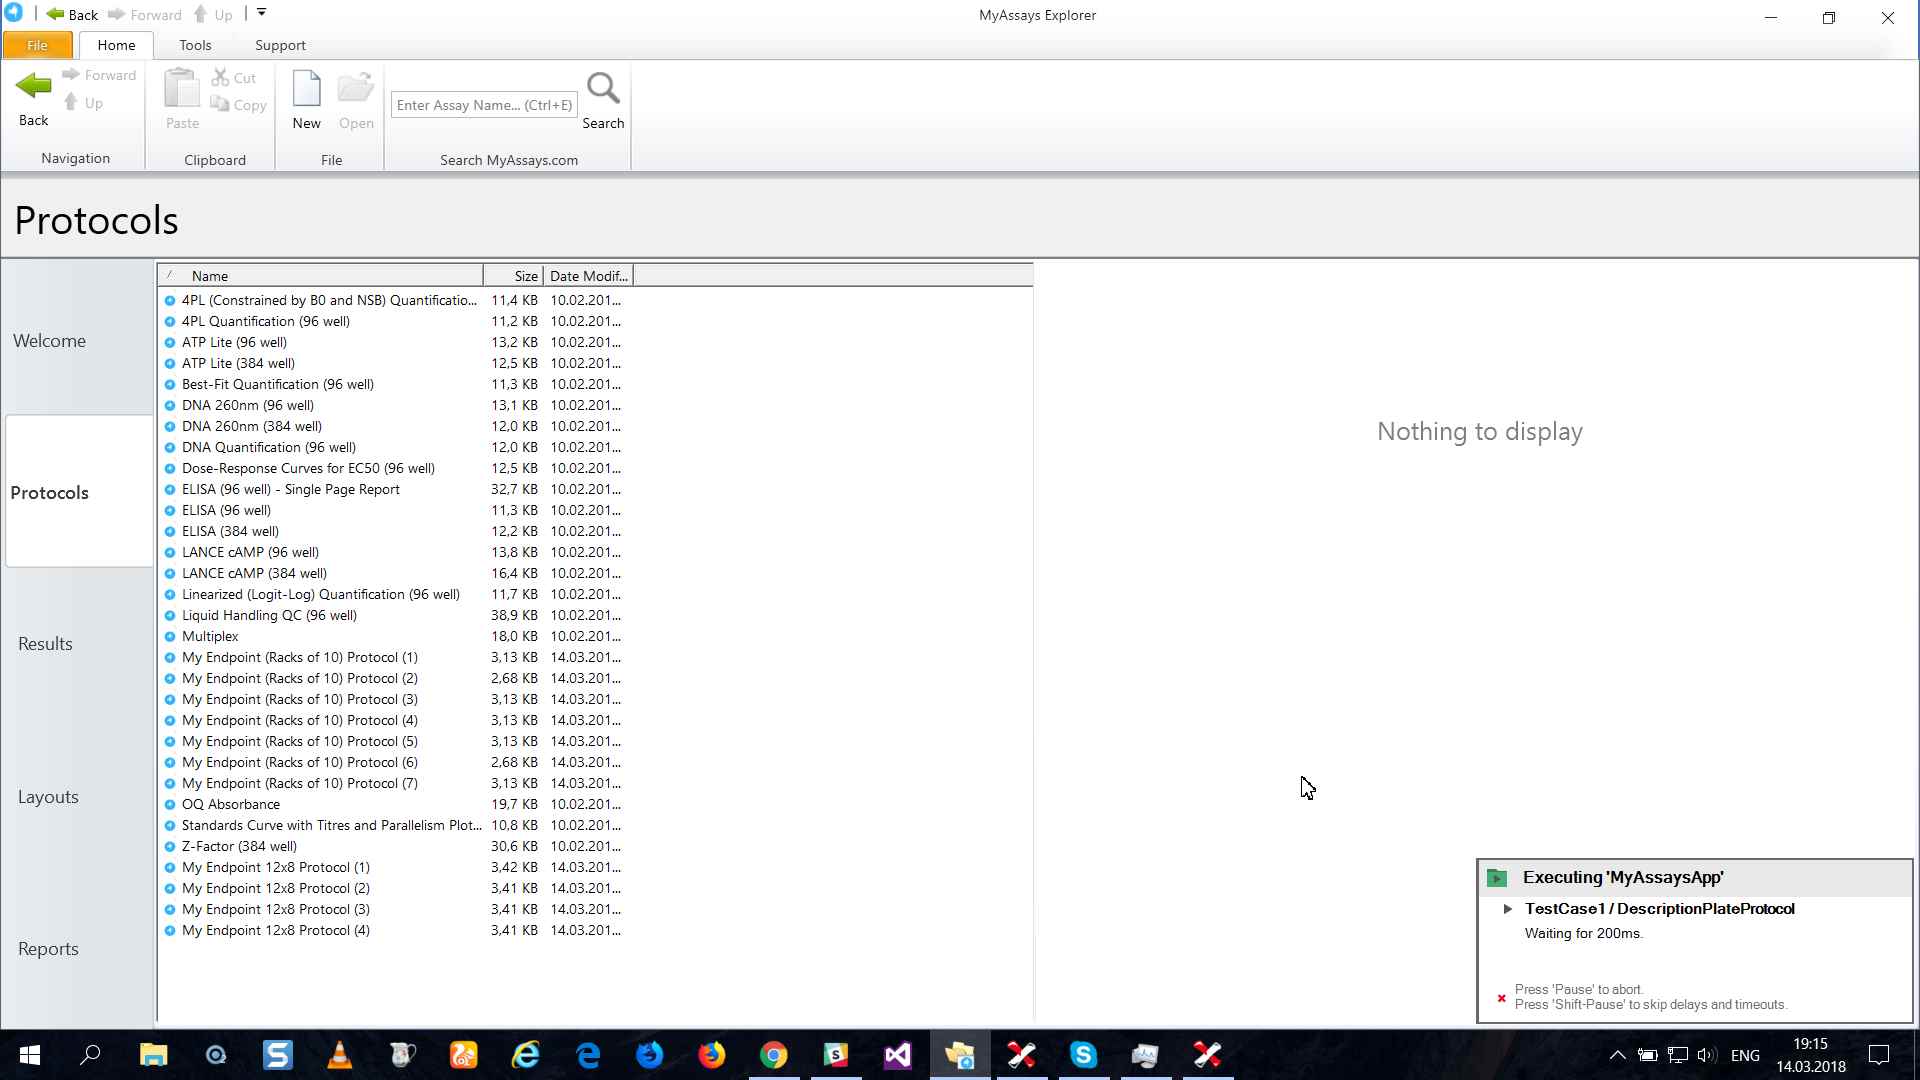 Back Forward Up MyAssays Explorer
File Home Tools Support
Back Forward Up Navigation
Paste Cut Copy Clipboard
New Open File
Enter Assay Name... (Ctrl+E) Search Search MyAssays.com
Protocols
Welcome
Protocols
Results
Layouts
Reports
Name Size Date Modif...
4PL (Constrained by B0 and NSB) Quantificatio... 11,4 KB 10.02.201...
4PL Quantification (96 well) 11,2 KB 10.02.201...
ATP Lite (96 well) 13,2 KB 10.02.201...
ATP Lite (384 well) 12,5 KB 10.02.201...
Best-Fit Quantification (96 well) 11,3 KB 10.02.201...
DNA 260nm (96 well) 13,1 KB 10.02.201...
DNA 260nm (384 well) 12,0 KB 10.02.201...
DNA Quantification (96 well) 12,0 KB 10.02.201...
Dose-Response Curves for EC50 (96 well) 12,5 KB 10.02.201...
ELISA (96 well) - Single Page Report 32,7 KB 10.02.201...
ELISA (96 well) 11,3 KB 10.02.201...
ELISA (384 well) 12,2 KB 10.02.201...
LANCE cAMP (96 well) 13,8 KB 10.02.201...
LANCE cAMP (384 well) 16,4 KB 10.02.201...
Linearized (Logit-Log) Quantification (96 well) 11,7 KB 10.02.201...
Liquid Handling QC (96 well) 38,9 KB 10.02.201...
Multiplex 18,0 KB 10.02.201...
My Endpoint (Racks of 10) Protocol (1) 3,13 KB 14.03.201...
My Endpoint (Racks of 10) Protocol (2) 2,68 KB 14.03.201...
My Endpoint (Racks of 10) Protocol (3) 3,13 KB 14.03.201...
My Endpoint (Racks of 10) Protocol (4) 3,13 KB 14.03.201...
My Endpoint (Racks of 10) Protocol (5) 3,13 KB 14.03.201...
My Endpoint (Racks of 10) Protocol (6) 2,68 KB 14.03.201...
My Endpoint (Racks of 10) Protocol (7) 3,13 KB 14.03.201...
OQ Absorbance 19,7 KB 10.02.201...
Standards Curve with Titres and Parallelism Plot... 10,8 KB 10.02.201...
Z-Factor (384 well) 30,6 KB 10.02.201...
My Endpoint 12x8 Protocol (1) 3,42 KB 14.03.201...
My Endpoint 12x8 Protocol (2) 3,41 KB 14.03.201...
My Endpoint 12x8 Protocol (3) 3,41 KB 14.03.201...
My Endpoint 12x8 Protocol (4) 3,41 KB 14.03.201...
Nothing to display
Executing 'MyAssaysApp'
TestCase1 / DescriptionPlateProtocol
Waiting for 200ms.
Press 'Pause' to abort.
Press 'Shift-Pause' to skip delays and timeouts.
ENG
19:15
14.03.2018